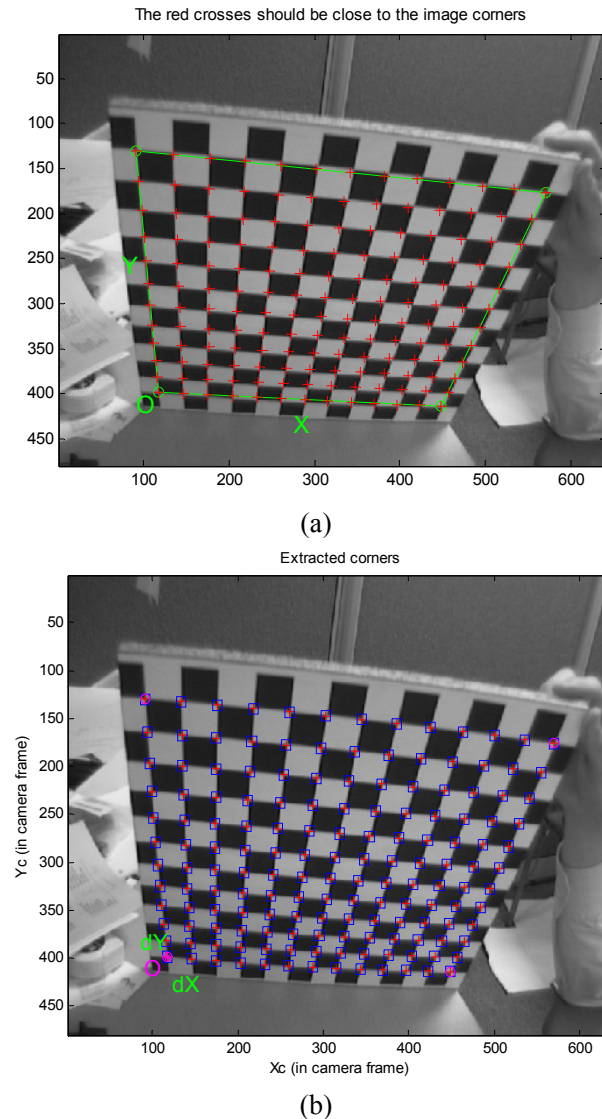 The red crosses should be close to the image corners
50
100
150
200
250
300
350
400
450
Y
O
X
100 200 300 400 500 600
(a)
Extracted corners
50
100
150
200
250
300
350
400
450
Yc (in camera frame)
dY
O
dX
100 200 300 400 500 600
Xc (in camera frame)
(b)